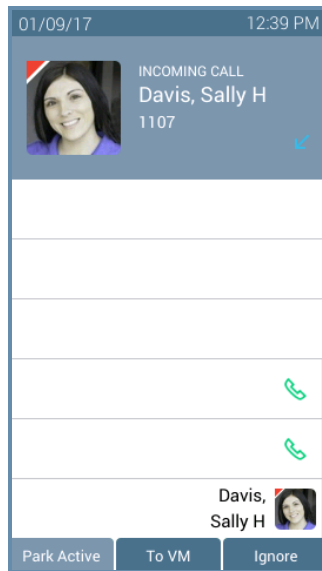 01/09/17 12:39 PM
INCOMING CALL
Davis, Sally H
1107
Davis,
Sally H
Park Active To VM Ignore